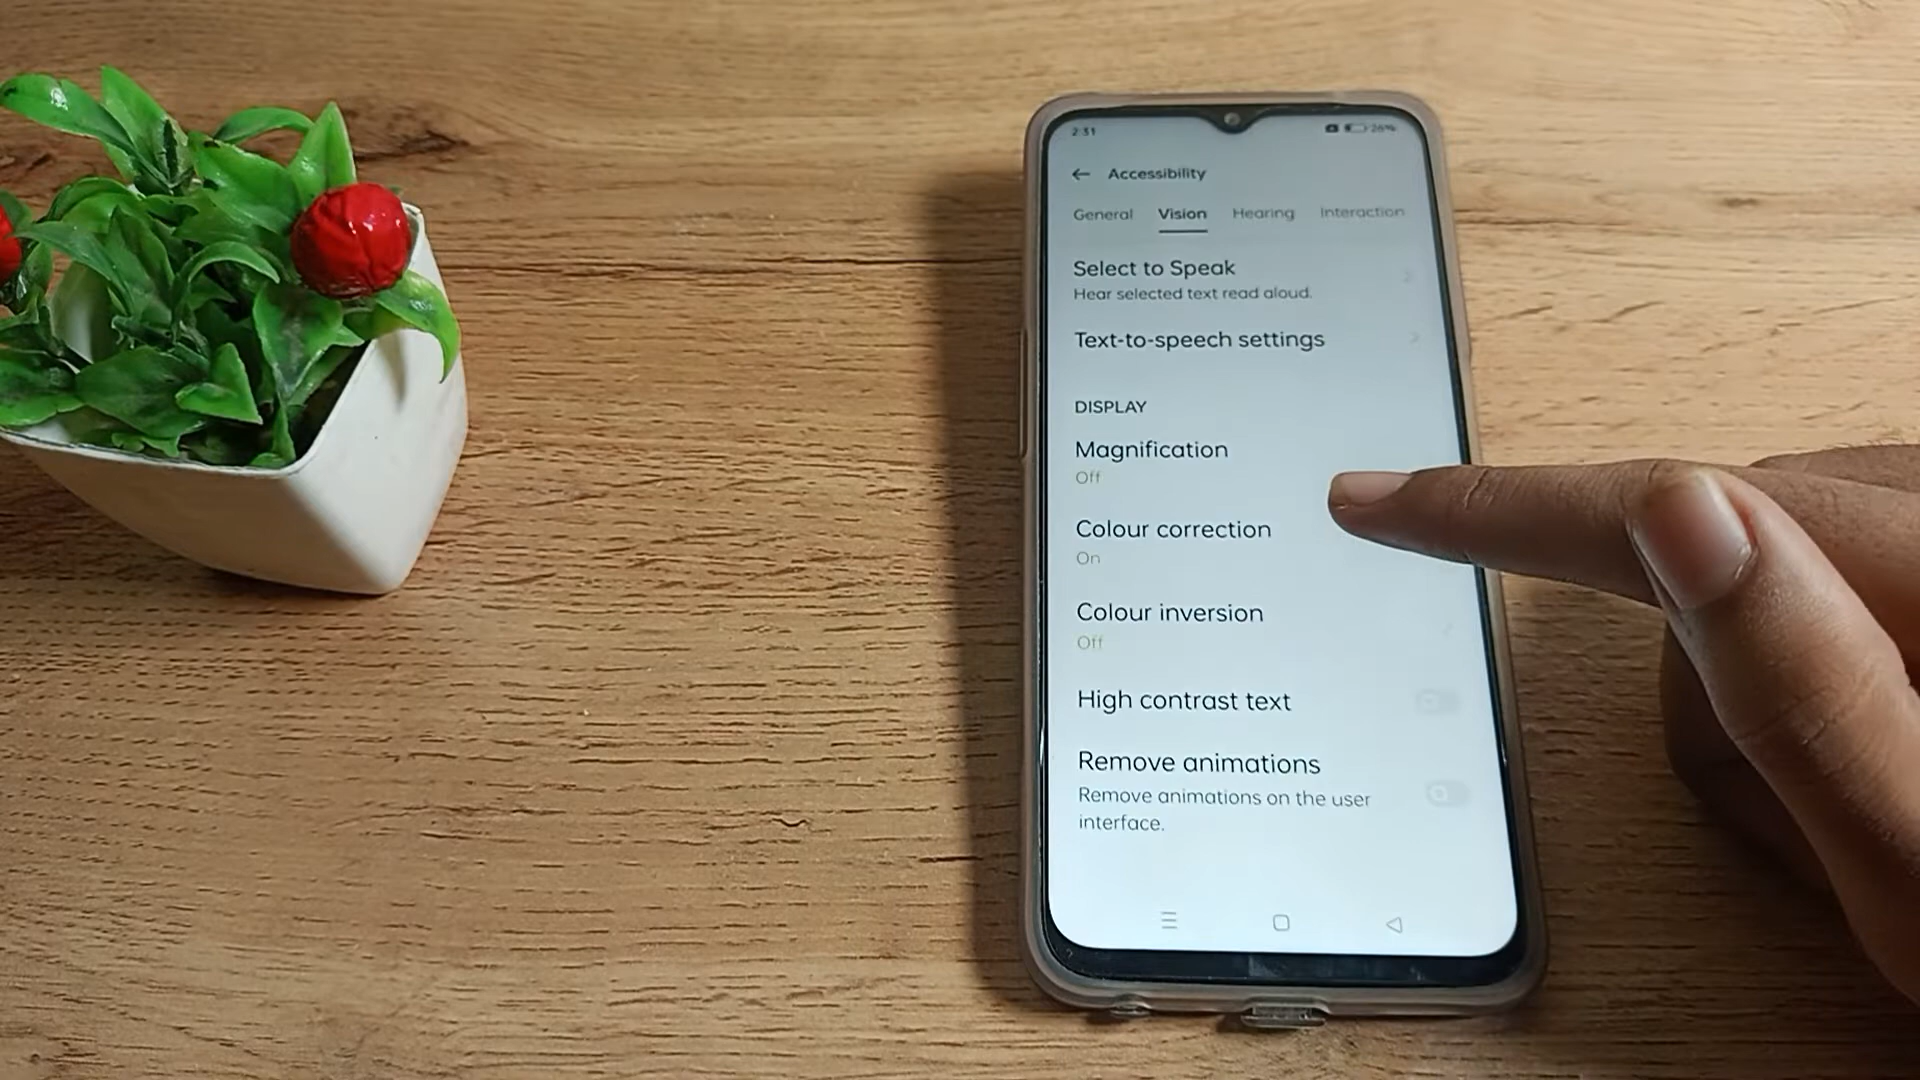 2:31
26%
Accessibility
General Vision Hearing Interaction
Select to Speak
Hear selected text read aloud.
Text-to-speech settings
DISPLAY
Magnification
Off
Colour correction
On
Colour inversion
Off
High contrast text
Remove animations
Remove animations on the user
interface.